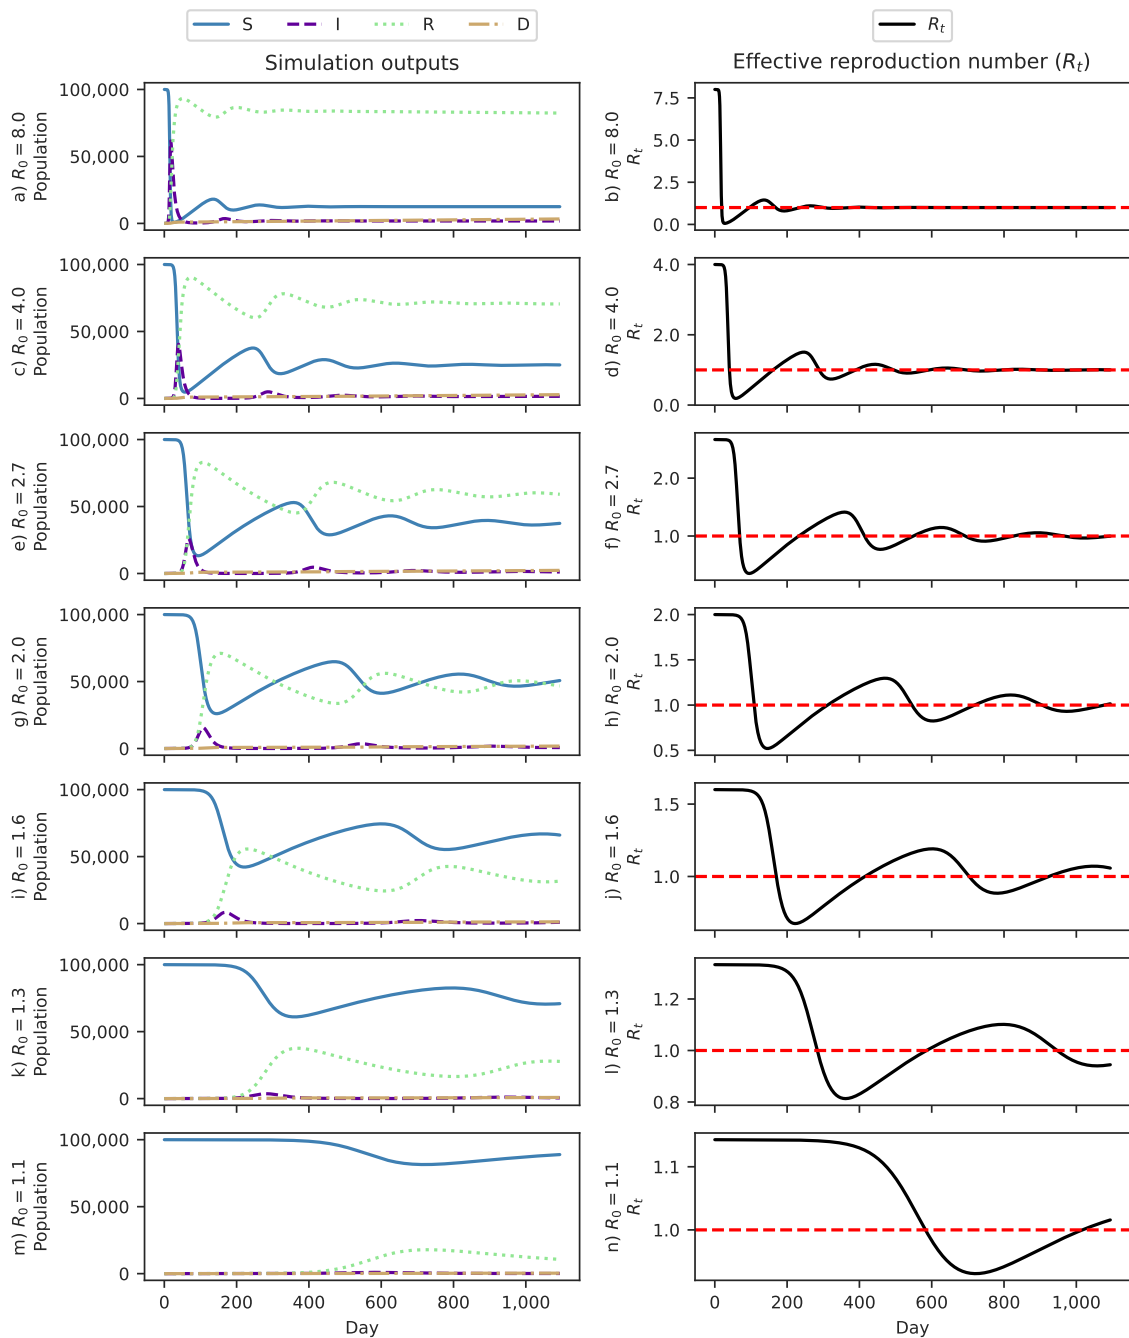 S I R D
R_t
Simulation outputs
Effective reproduction number (R_t)
a) R_0 = 8.0
Population
100,000
50,000
0
b) R_0 = 8.0
R_t
7.5
5.0
2.5
0.0
c) R_0 = 4.0
Population
100,000
50,000
0
d) R_0 = 4.0
R_t
4.0
2.0
0.0
e) R_0 = 2.7
Population
100,000
50,000
0
f) R_0 = 2.7
R_t
2.0
1.0
g) R_0 = 2.0
Population
100,000
50,000
0
h) R_0 = 2.0
R_t
2.0
1.5
1.0
0.5
i) R_0 = 1.6
Population
100,000
50,000
0
j) R_0 = 1.6
R_t
1.5
1.0
k) R_0 = 1.3
Population
100,000
50,000
0
l) R_0 = 1.3
R_t
1.2
1.0
0.8
m) R_0 = 1.1
Population
100,000
50,000
0
n) R_0 = 1.1
R_t
1.1
1.0
0 200 400 600 800 1,000
Day
0 200 400 600 800 1,000
Day